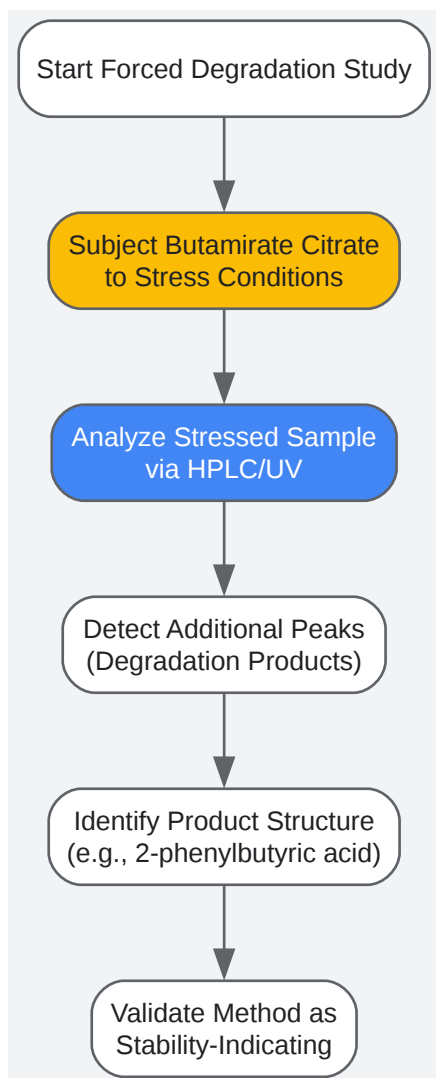 Start Forced Degradation Study
Subject Butamirate Citrate
to Stress Conditions
Analyze Stressed Sample
via HPLC/UV
Detect Additional Peaks
(Degradation Products)
Identify Product Structure
(e.g., 2-phenylbutyric acid)
Validate Method as
Stability-Indicating